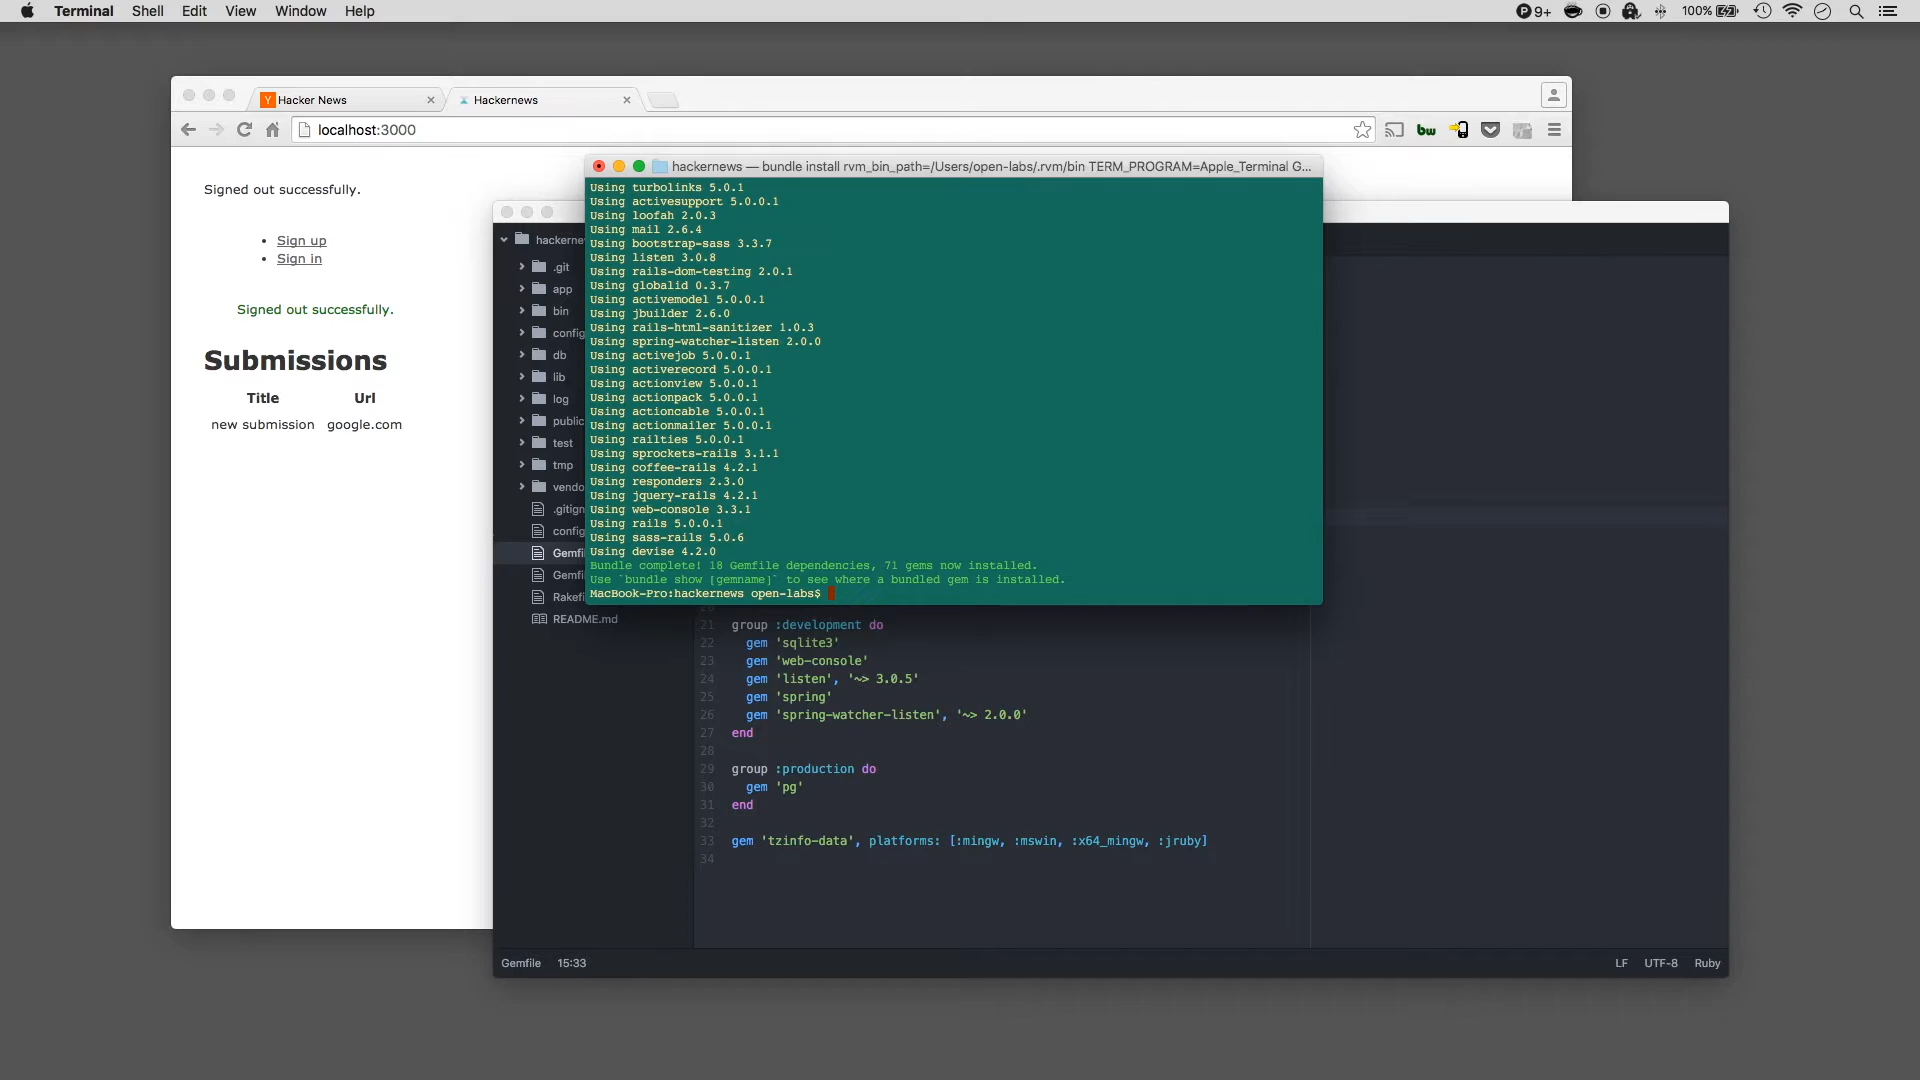 Terminal Shell Edit View Window Help
9+ 100%
Hacker News
Hackernews
localhost:3000
bw
Signed out successfully.
Sign up
Sign in
Signed out successfully.
Submissions
Title Url
new submission google.com
hackernews — bundle install rvm_bin_path=/Users/open-labs/.rvm/bin TERM_PROGRAM=Apple_Terminal G...
Using turbolinks 5.0.1
Using activesupport 5.0.0.1
Using loofah 2.0.3
Using mail 2.6.4
Using bootstrap-sass 3.3.7
Using listen 3.0.8
Using rails-dom-testing 2.0.1
Using globalid 0.3.7
Using activemodel 5.0.0.1
Using jbuilder 2.6.0
Using rails-html-sanitizer 1.0.3
Using spring-watcher-listen 2.0.0
Using activejob 5.0.0.1
Using activerecord 5.0.0.1
Using actionview 5.0.0.1
Using actionpack 5.0.0.1
Using actioncable 5.0.0.1
Using actionmailer 5.0.0.1
Using railties 5.0.0.1
Using sprockets-rails 3.1.1
Using coffee-rails 4.2.1
Using responders 2.3.0
Using jquery-rails 4.2.1
Using web-console 3.3.1
Using rails 5.0.0.1
Using sass-rails 5.0.6
Using devise 4.2.0
Bundle complete! 18 Gemfile dependencies, 71 gems now installed.
Use `bundle show [gemname]` to see where a bundled gem is installed.
MacBook-Pro:hackernews open-labs$
hackerne
.git
app
bin
config
db
lib
log
public
test
tmp
vendo
.gitign
config
Gemfi
Gemfi
Rakefi
README.md
21 group :development do
22 gem 'sqlite3'
23 gem 'web-console'
24 gem 'listen', '~> 3.0.5'
25 gem 'spring'
26 gem 'spring-watcher-listen', '~> 2.0.0'
27 end
28
29 group :production do
30 gem 'pg'
31 end
32
33 gem 'tzinfo-data', platforms: [:mingw, :mswin, :x64_mingw, :jruby]
34
Gemfile 15:33 LF UTF-8 Ruby